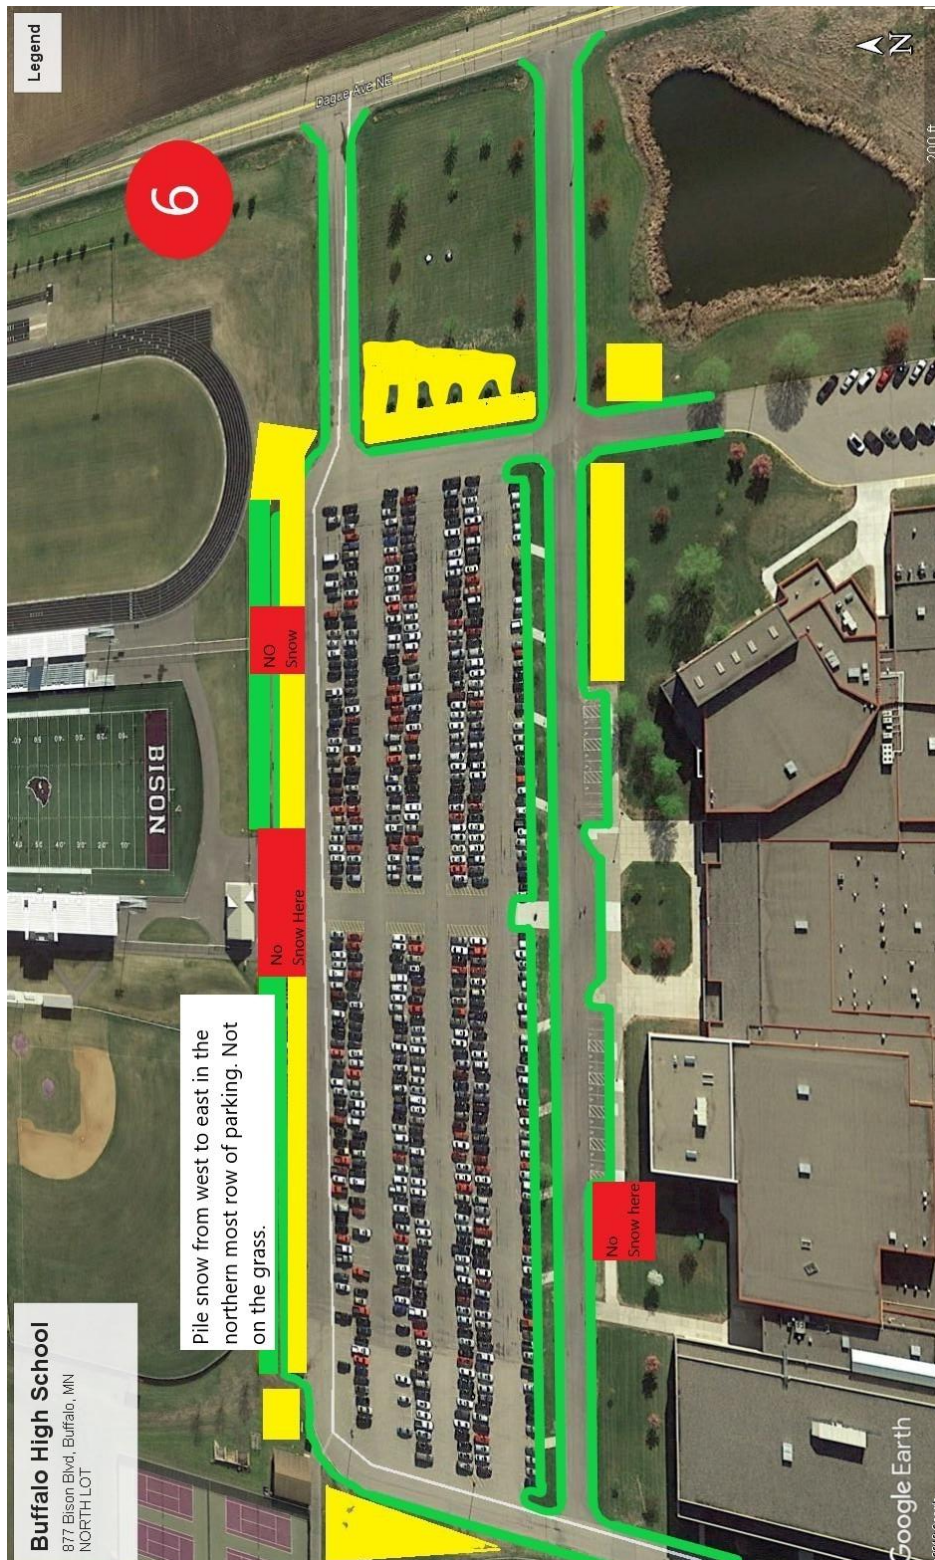 Legend
N
Dague Ave NE
6
NO
Snow
BISON
No
Snow Here
Pile snow from west to east in the
northern most row of parking. Not
on the grass.
No
Snow here
Buffalo High School
877 Bison Blvd, Buffalo, MN
NORTH LOT
Google Earth
200 ft